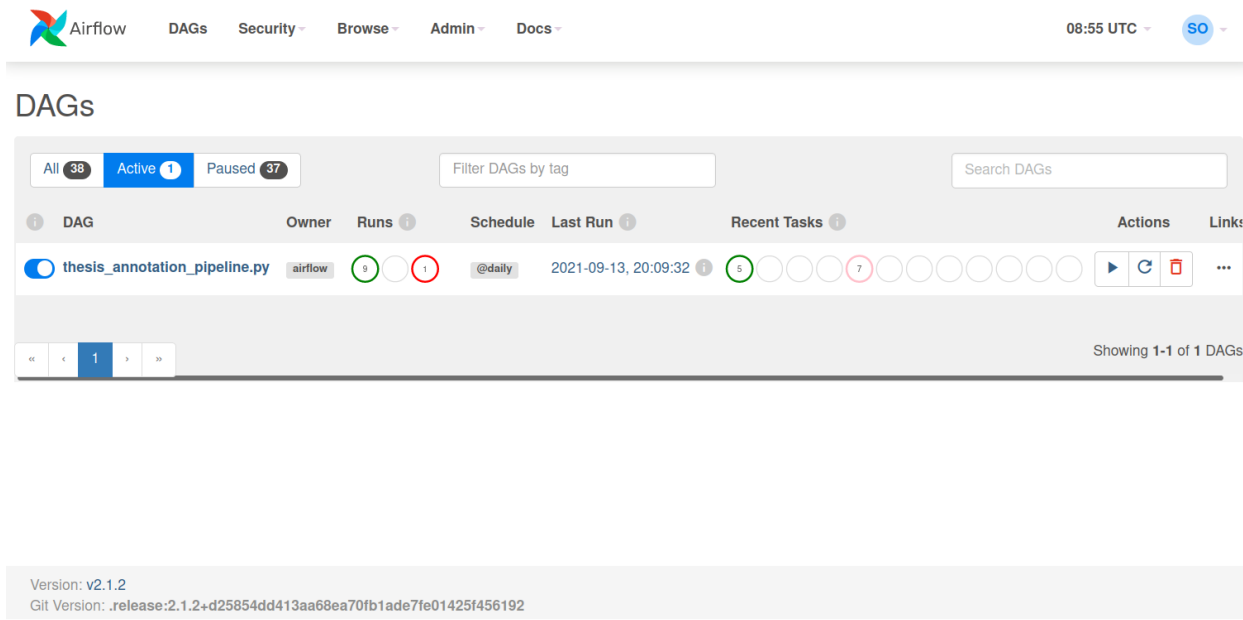 Airflow DAGs Security Browse Admin Docs 08:55 UTC SO
DAGs
All 38 Active 1 Paused 37 Filter DAGs by tag Search DAGs
i DAG Owner Runs i Schedule Last Run i Recent Tasks i Actions Links
thesis_annotation_pipeline.py airflow 9 1 @daily 2021-09-13, 20:09:32 i 5 7 ...
« ‹ 1 › » Showing 1-1 of 1 DAGs
Version: v2.1.2
Git Version: .release:2.1.2+d25854dd413aa68ea70fb1ade7fe01425f456192